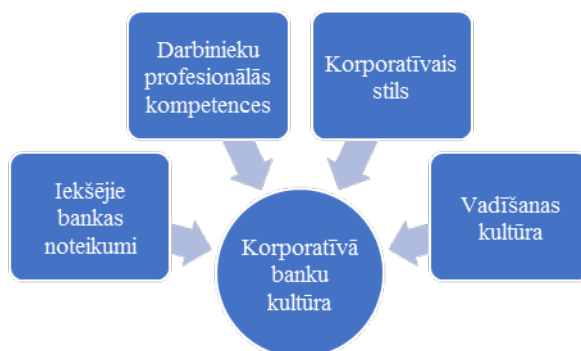 Darbinieku
profesionālās
kompetences
Korporatīvais
stils
Iekšējie
bankas
noteikumi
Vadīšanas
kultūra
Korporatīvā
banku
kultūra